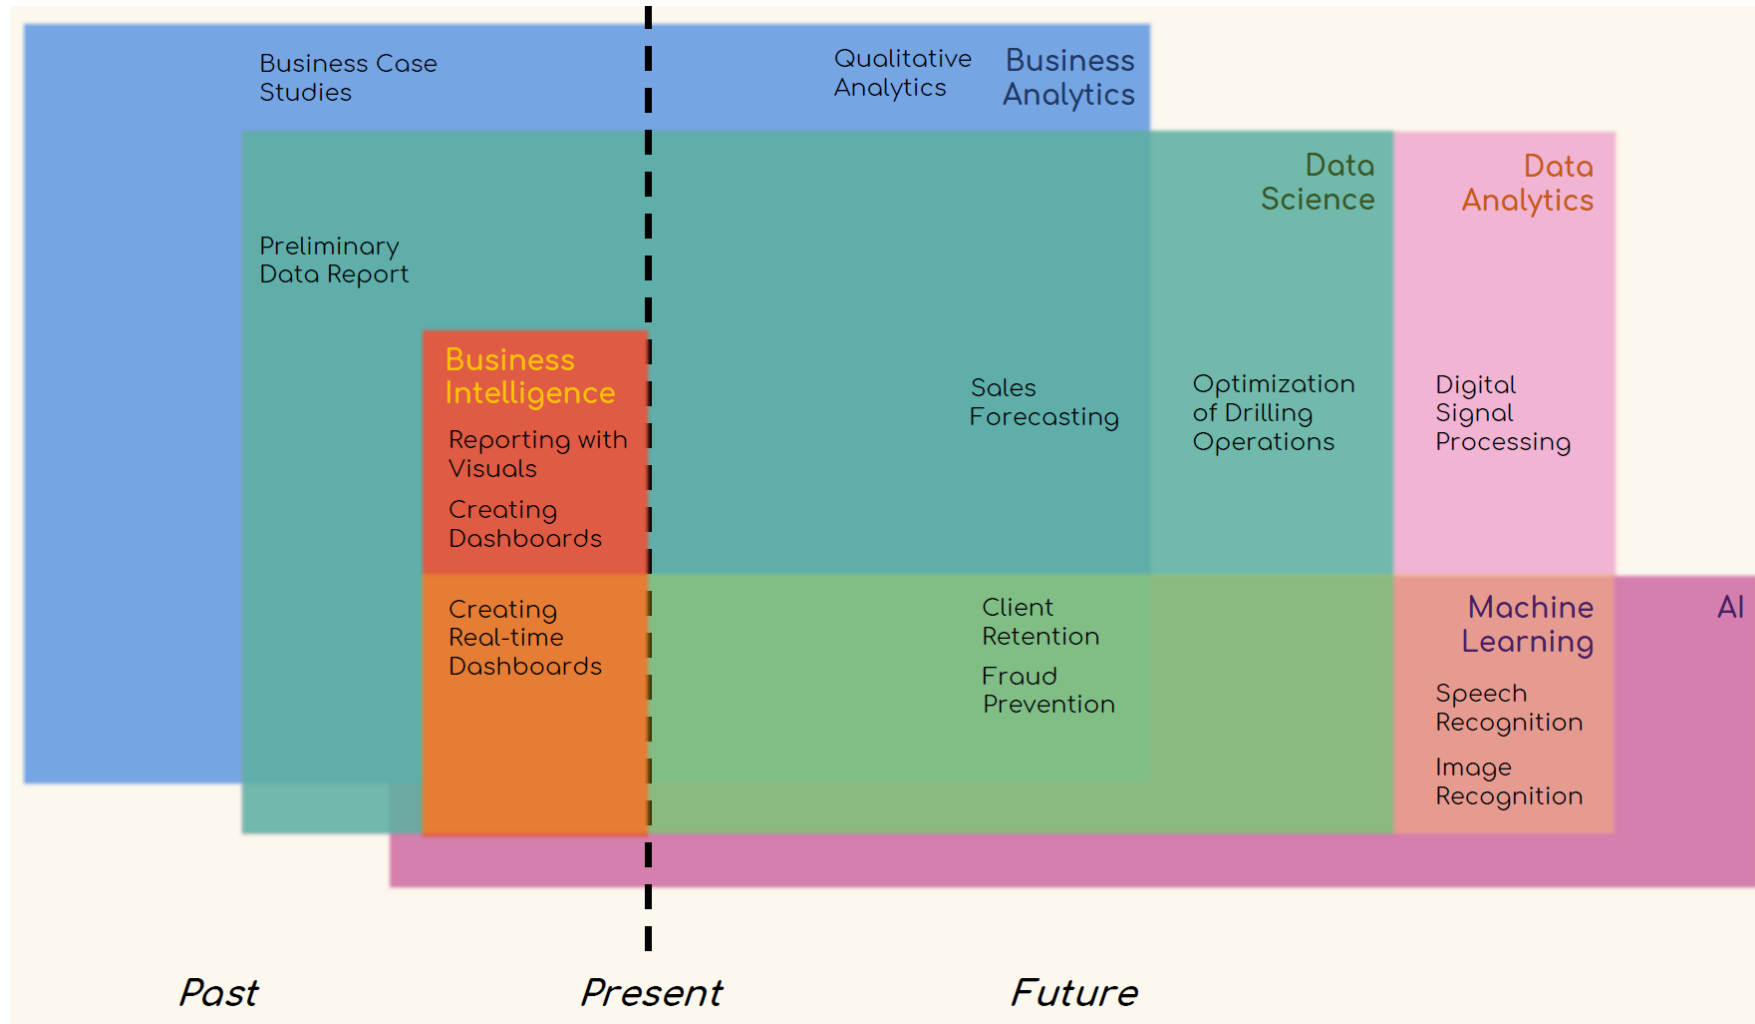 Business Case
Studies
Qualitative
Analytics
Business
Analytics
Data
Science
Data
Analytics
Preliminary
Data Report
Business
Intelligence
Reporting with
Visuals
Creating
Dashboards
Sales
Forecasting
Optimization
of Drilling
Operations
Digital
Signal
Processing
Creating
Real-time
Dashboards
Client
Retention
Fraud
Prevention
Machine
Learning
Speech
Recognition
Image
Recognition
AI
Past
Present
Future